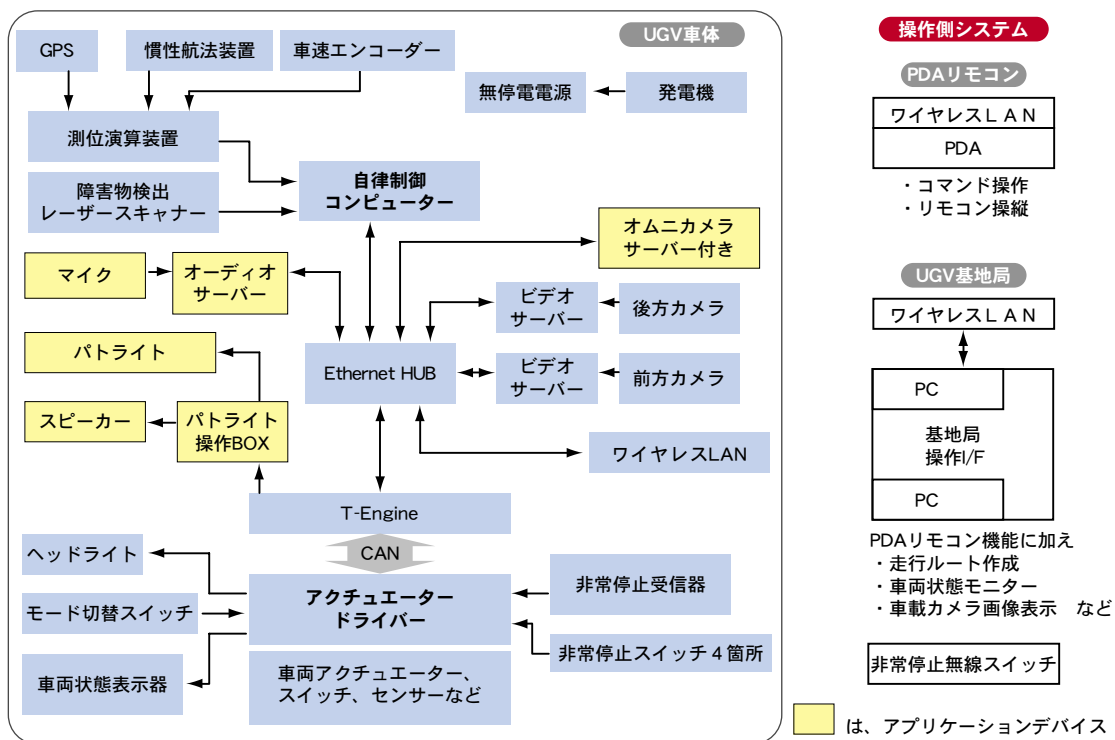 UGV車体
GPS
慣性航法装置
車速エンコーダー
無停電電源
発電機
測位演算装置
障害物検出
レーザースキャナー
自律制御
コンピューター
オムニカメラ
サーバー付き
マイク
オーディオ
サーバー
ビデオ
サーバー
後方カメラ
パトライト
Ethernet HUB
ビデオ
サーバー
前方カメラ
スピーカー
パトライト
操作BOX
ワイヤレスLAN
T-Engine
CAN
ヘッドライト
モード切替スイッチ
車両状態表示器
アクチュエーター
ドライバー
非常停止受信器
非常停止スイッチ4箇所
車両アクチュエーター、
スイッチ、センサーなど
操作側システム
PDAリモコン
ワイヤレスLAN
PDA
・コマンド操作
・リモコン操縦
UGV基地局
ワイヤレスLAN
PC
基地局
操作I/F
PC
PDAリモコン機能に加え
・走行ルート作成
・車両状態モニター
・車載カメラ画像表示 など
非常停止無線スイッチ
は、アプリケーションデバイス